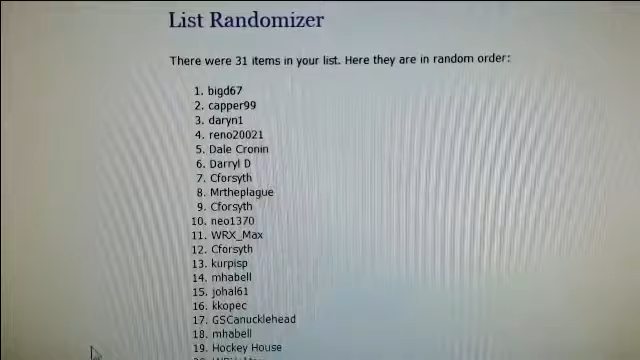 List Randomizer
There were 31 items in your list. Here they are in random order:
1. bigd67
2. capper99
3. daryn1
4. reno20021
5. Dale Cronin
6. Darryl D
7. Cforsyth
8. Mrtheplague
9. Cforsyth
10. neo1370
11. WRX_Max
12. Cforsyth
13. kurpisp
14. mhabell
15. johal61
16. kkopec
17. GSCanucklehead
18. mhabell
19. Hockey House